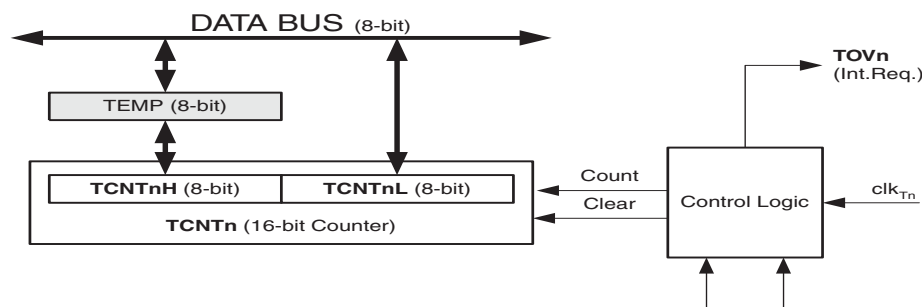 DATA BUS (8-bit)
TOVn
(Int.Req.)
TEMP (8-bit)
TCNTnH (8-bit) TCNTnL (8-bit)
TCNTn (16-bit Counter)
Count
Clear
Control Logic
clkTn